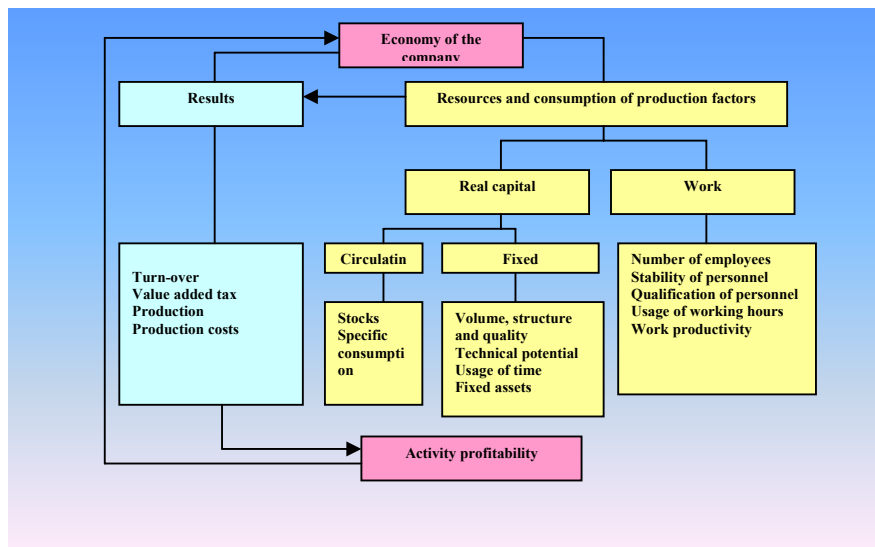 Economy of the
company
Results
Resources and consumption of production factors
Real capital
Work
Circulatin
Fixed
Turn-over
Value added tax
Production
Production costs
Stocks
Specific
consumpti
on
Volume, structure
and quality
Technical potential
Usage of time
Fixed assets
Number of employees
Stability of personnel
Qualification of personnel
Usage of working hours
Work productivity
Activity profitability